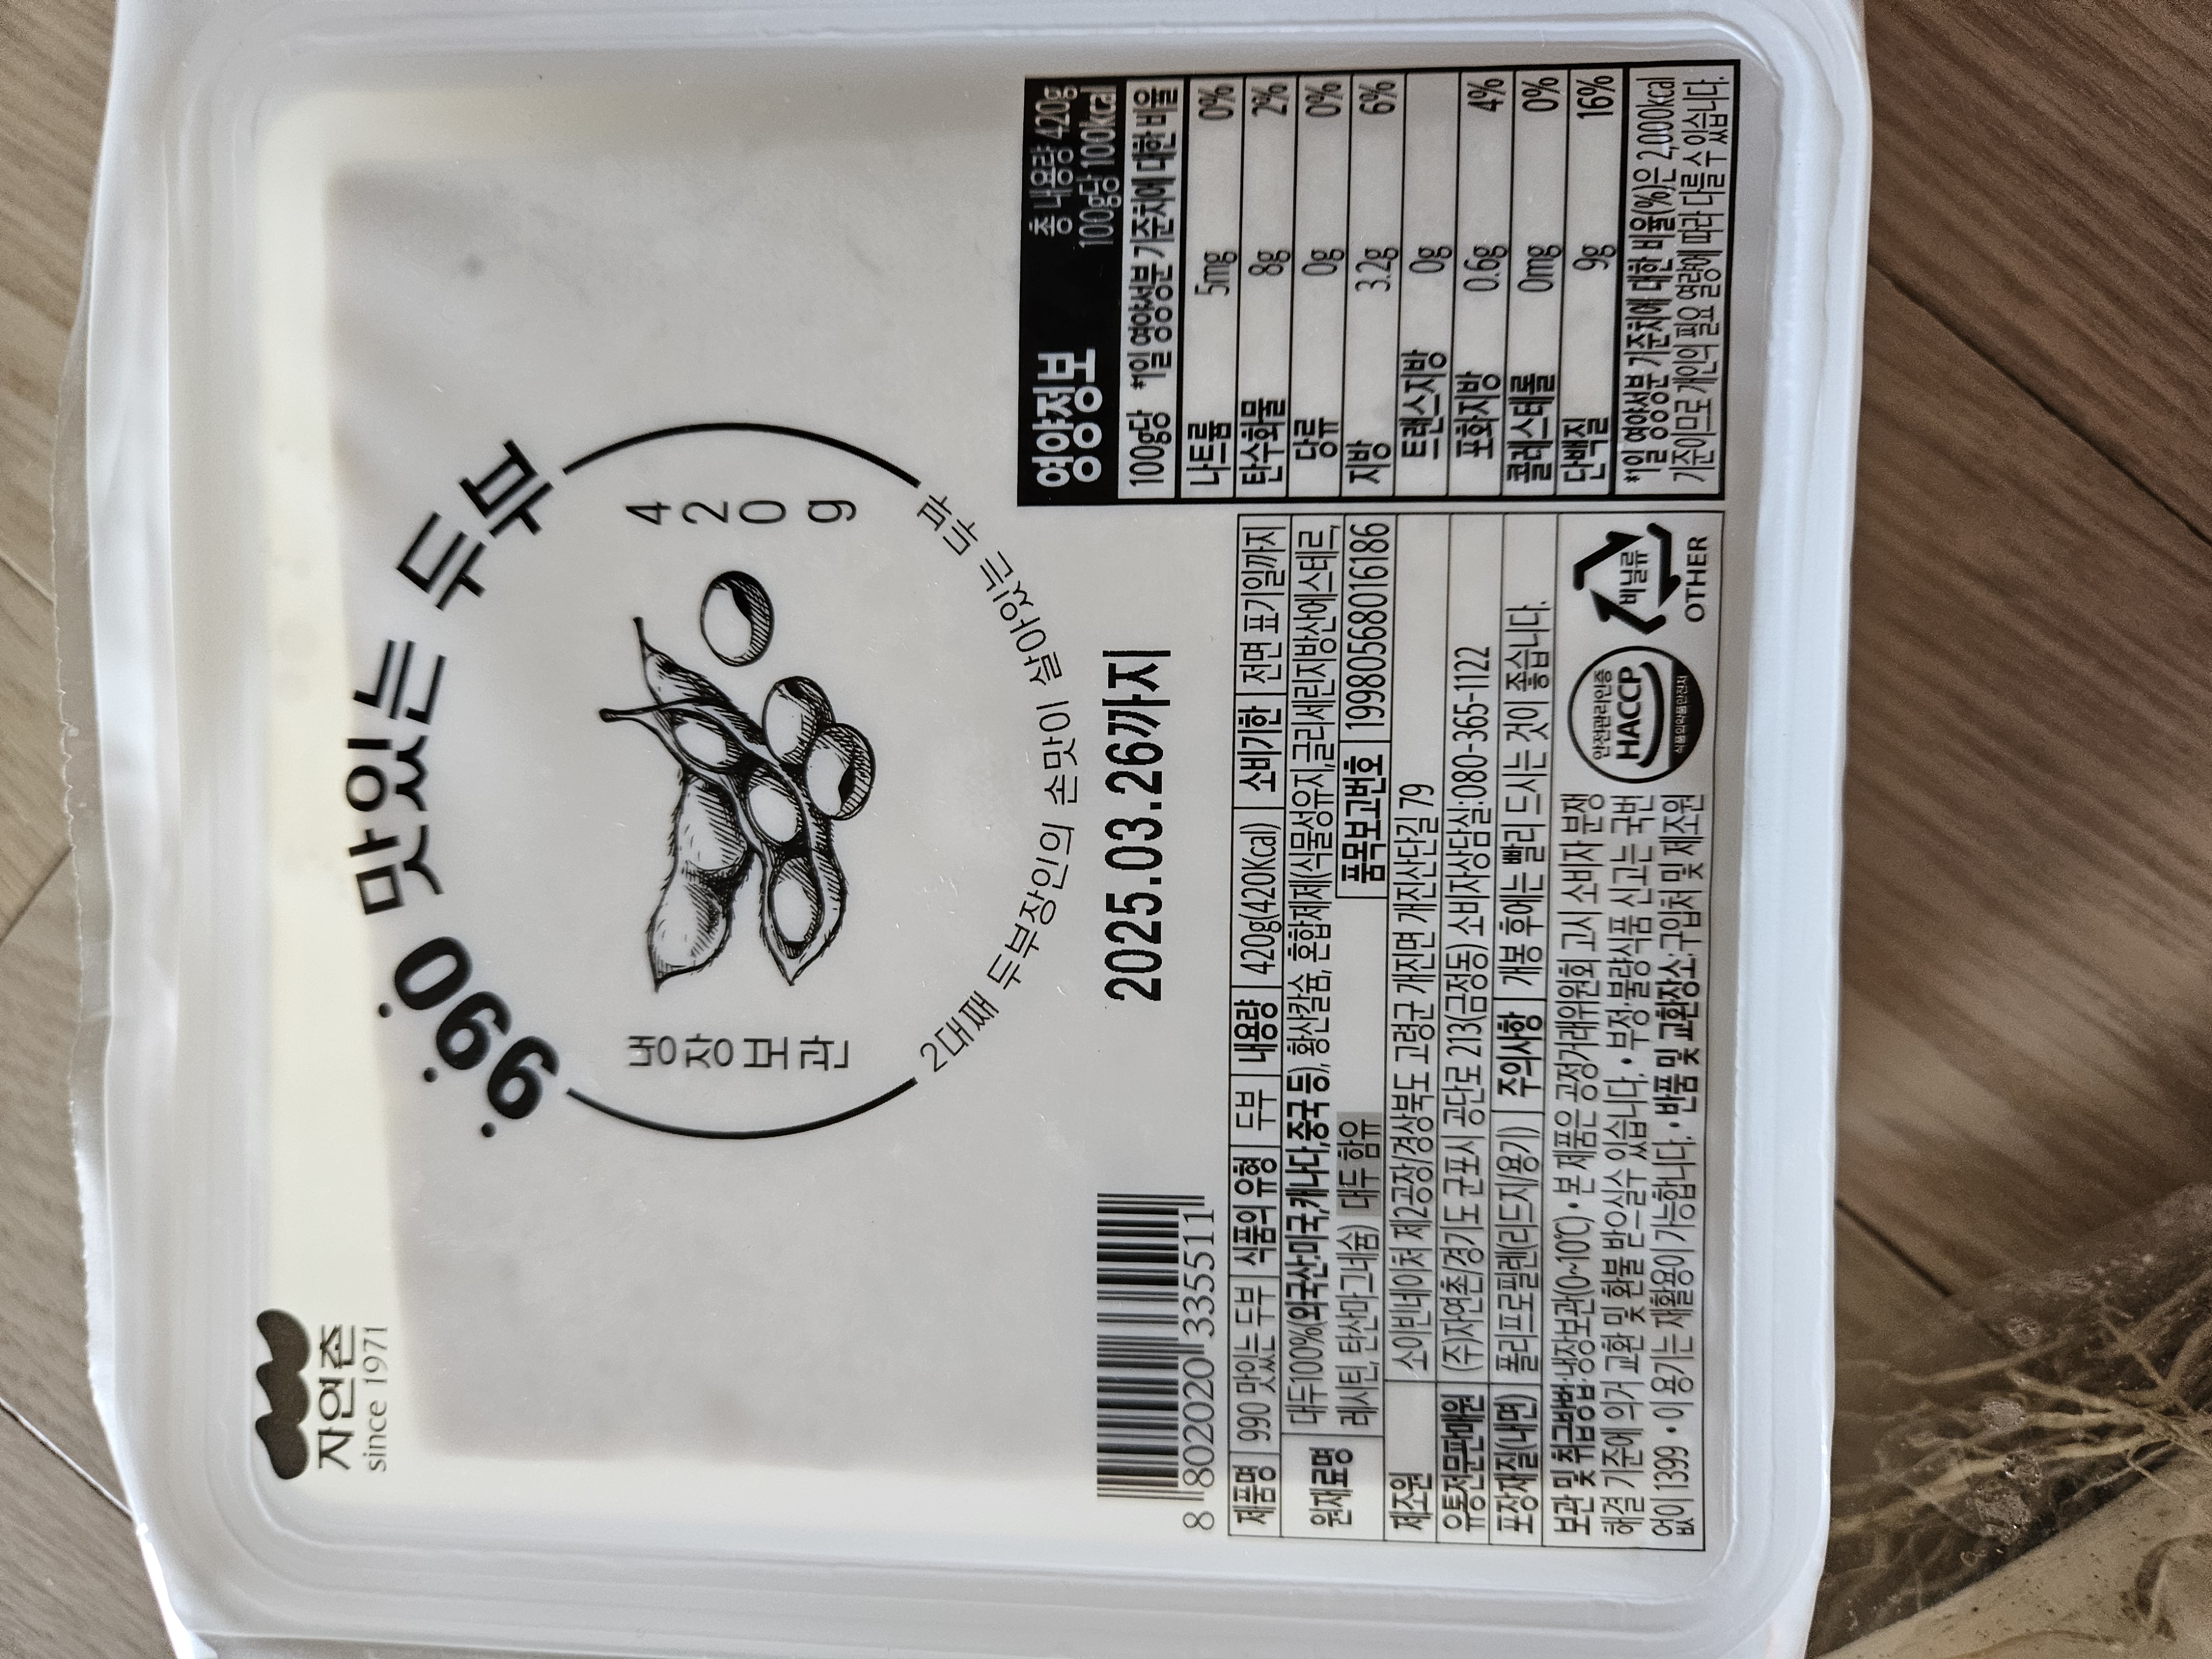 자연촌
since 1971
990 맛있는 두부
냉장보관
420g
2대째 두부장인의 손맛이 살아있는
8 802020 335511
2025.03.26까지
제품명 990 맛있는 두부 식품의 유형 두부 내용량 420g(420Kcal) 소비기한 전면 표기일까지
원재료명 대두100%(외국산:미국,캐나다,중국 등), 황산칼슘, 혼합제제(식물성유지,글리세린지방산에스테르,
레시틴, 탄산마그네슘) 대두 함유 품목보고번호 19980568016186
제조원 소이빈네이처 제2공장/경상북도 고령군 개진면 개진산단길 79
유통전문판매원 (주)자연촌/경기도 군포시 공단로 213(금정동) 소비자상담실:080-365-1122
포장재질(내면) 폴리프로필렌(리드지/용기) 주의사항 개봉 후에는 빨리 드시는 것이 좋습니다.
보관 및 취급방법:냉장보관(0~10℃) • 본 제품은 공정거래위원회 고시 소비자 분쟁
해결 기준에 의거 교환 및 환불 받으실수 있습니다. • 부정·불량식품 신고는 국번
없이 1399 • 이 용기는 재활용이 가능합니다. • 반품 및 교환장소:구입처 및 제조원
안전관리인증
HACCP
식품의약품안전처
비닐류
OTHER
영양정보 총 내용량 420g
100g당 100kcal
100g당 *1일 영양성분 기준치에 대한 비율
나트륨 5mg 0%
탄수화물 8g 2%
당류 0g 0%
지방 3.2g 6%
트랜스지방 0g
포화지방 0.6g 4%
콜레스테롤 0mg 0%
단백질 9g 16%
*1일 영양성분 기준치에 대한 비율(%)은 2,000kcal
기준이므로 개인의 필요 열량에 따라 다를 수 있습니다.